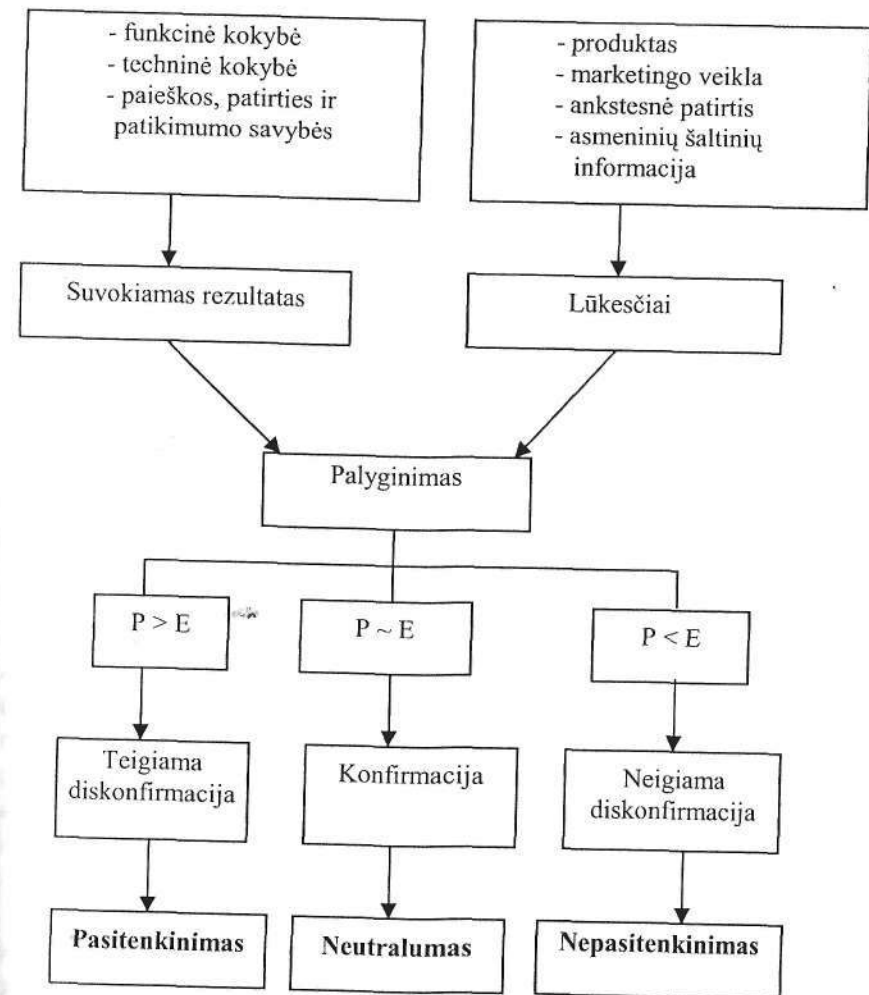 - funkcinė kokybė
- techninė kokybė
- paieškos, patirties ir
patikimumo savybės
- produktas
- marketingo veikla
- ankstesnė patirtis
- asmeninių šaltinių
informacija
Suvokiamas rezultatas
Lūkesčiai
Palyginimas
P > E
P ~ E
P < E
Teigiama
diskonfirmacija
Konfirmacija
Neigiama
diskonfirmacija
Pasitenkinimas
Neutralumas
Nepasitenkinimas